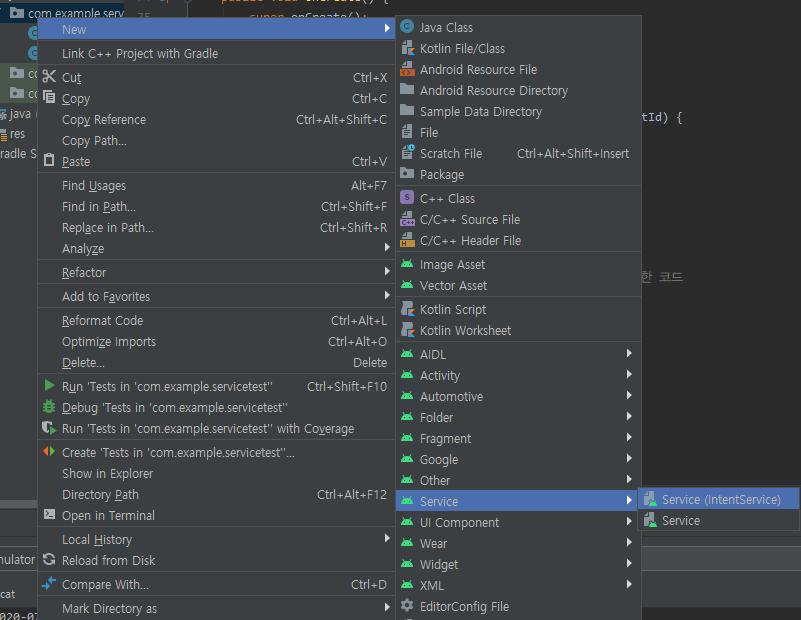 com.example.serv
75
super.onCreate();
New
Link C++ Project with Gradle
Cut Ctrl+X
Copy Ctrl+C
Copy Reference Ctrl+Alt+Shift+C
Copy Path...
Paste Ctrl+V
Find Usages Alt+F7
Find in Path... Ctrl+Shift+F
Replace in Path... Ctrl+Shift+R
Analyze
Refactor
Add to Favorites
Reformat Code Ctrl+Alt+L
Optimize Imports Ctrl+Alt+O
Delete... Delete
Run 'Tests in 'com.example.servicetest'' Ctrl+Shift+F10
Debug 'Tests in 'com.example.servicetest''
Run 'Tests in 'com.example.servicetest'' with Coverage
Create 'Tests in 'com.example.servicetest''...
Show in Explorer
Directory Path Ctrl+Alt+F12
Open in Terminal
Local History
Reload from Disk
Compare With... Ctrl+D
Mark Directory as
Java Class
Kotlin File/Class
Android Resource File
Android Resource Directory
Sample Data Directory
File
Scratch File Ctrl+Alt+Shift+Insert
Package
C++ Class
C/C++ Source File
C/C++ Header File
Image Asset
Vector Asset
Kotlin Script
Kotlin Worksheet
AIDL
Activity
Automotive
Folder
Fragment
Google
Other
Service
UI Component
Wear
Widget
XML
EditorConfig File
Service (IntentService)
Service
co
co
java
res
radle S
tId) {
한 코드
nulator
cat